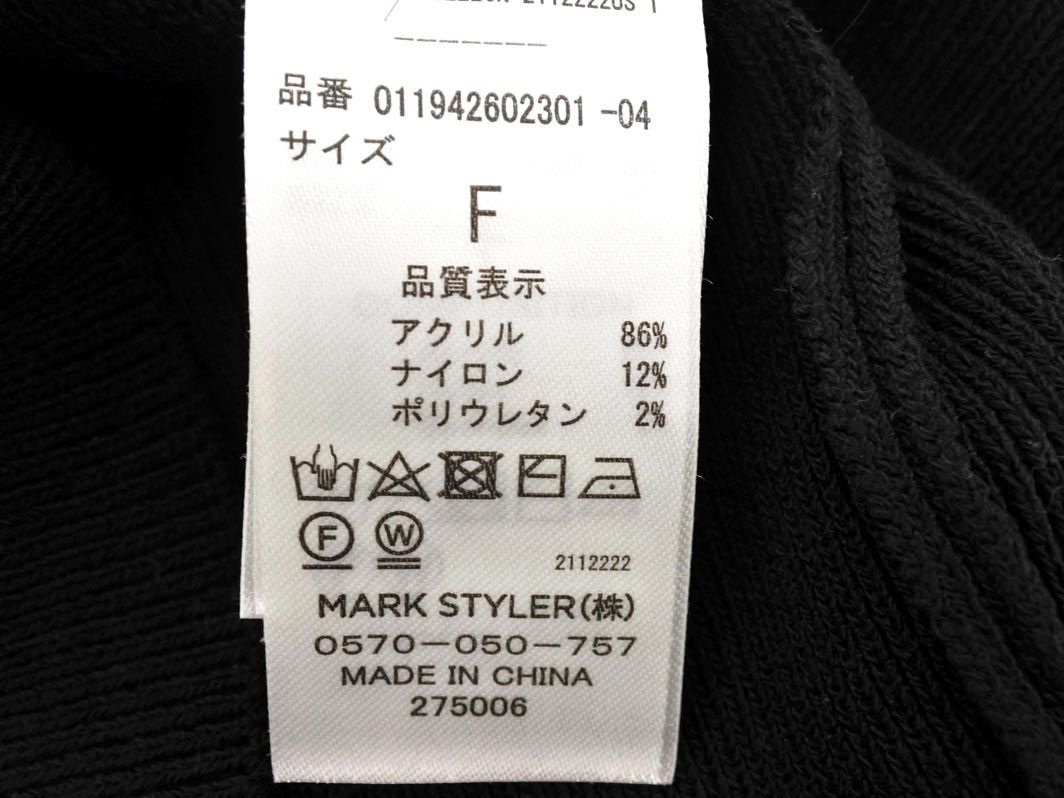 品番 011942602301 -04
サイズ
F
品質表示
アクリル 86%
ナイロン 12%
ポリウレタン 2%
F W
2112222
MARK STYLER(株)
0570-050-757
MADE IN CHINA
275006